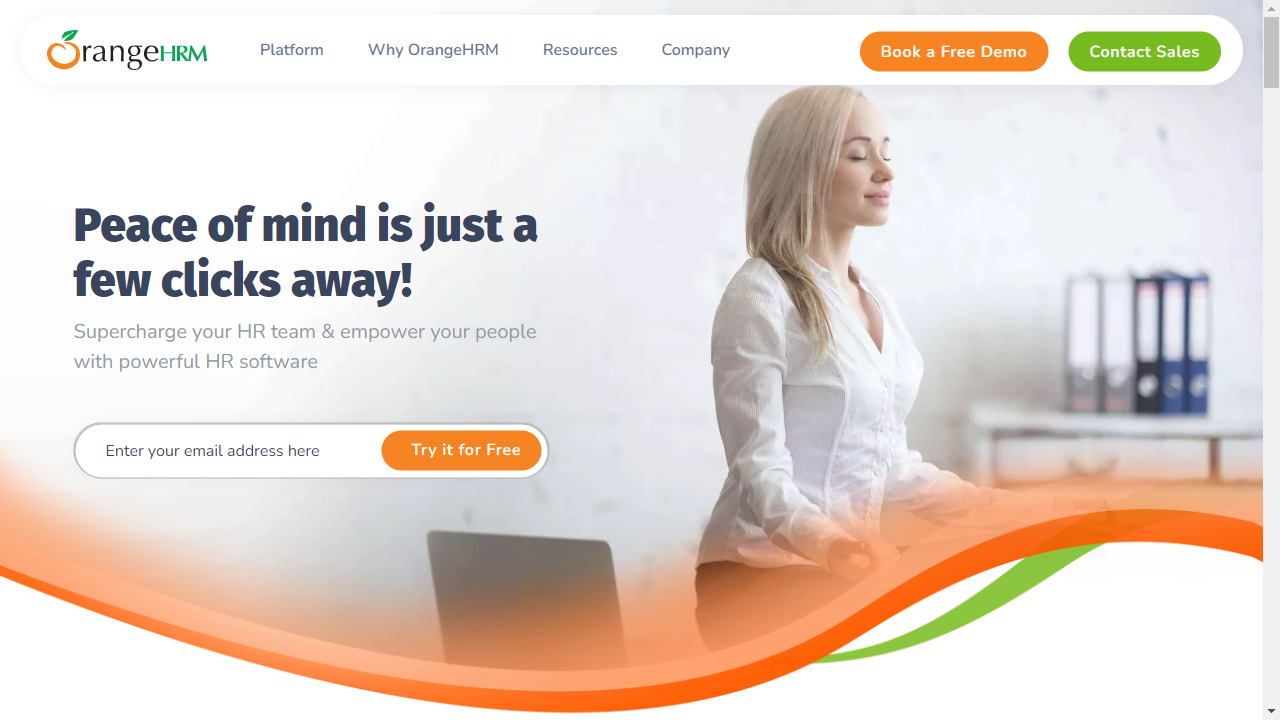 OrangeHRM
Platform
Why OrangeHRM
Resources
Company
Book a Free Demo
Contact Sales
Peace of mind is just a
few clicks away!
Supercharge your HR team & empower your people
with powerful HR software
Enter your email address here
Try it for Free